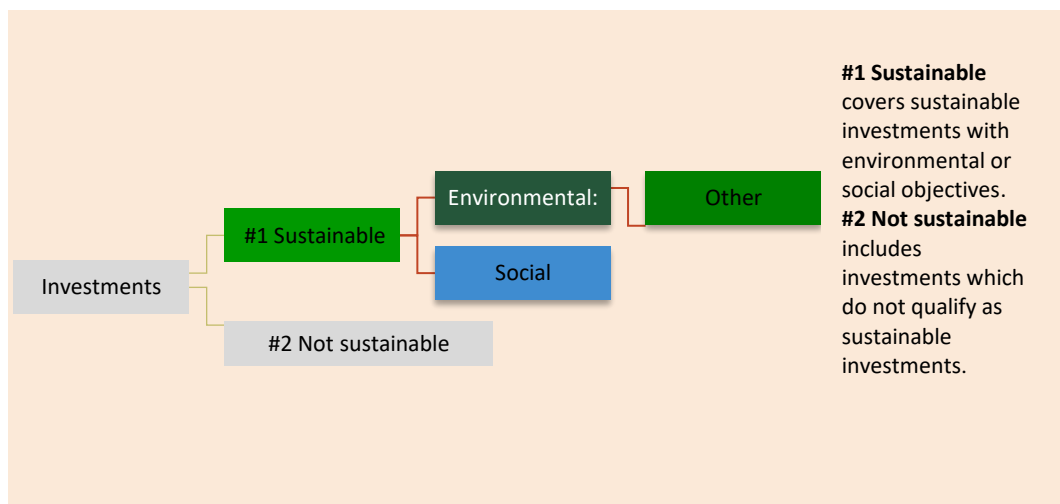 Investments
#1 Sustainable
#2 Not sustainable
Environmental:
Social
Other
#1 Sustainable
covers sustainable
investments with
environmental or
social objectives.
#2 Not sustainable
includes
investments which
do not qualify as
sustainable
investments.